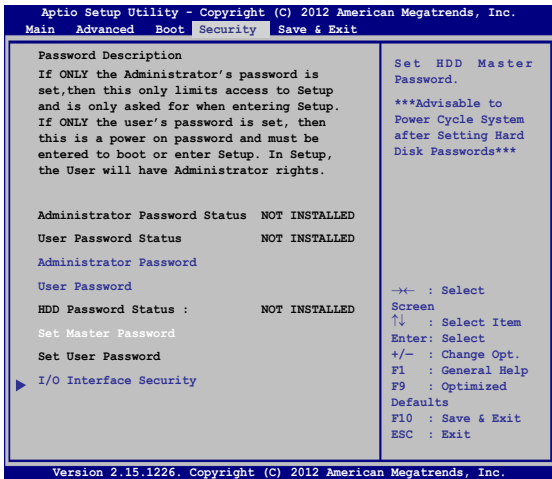 Aptio Setup Utility - Copyright (C) 2012 American Megatrends, Inc.
Main Advanced Boot Security Save & Exit
Password Description
If ONLY the Administrator's password is
set,then this only limits access to Setup
and is only asked for when entering Setup.
If ONLY the user's password is set, then
this is a power on password and must be
entered to boot or enter Setup. In Setup,
the User will have Administrator rights.
Administrator Password Status NOT INSTALLED
User Password Status NOT INSTALLED
Administrator Password
User Password
HDD Password Status : NOT INSTALLED
Set Master Password
Set User Password
I/O Interface Security
Set HDD Master
Password.
***Advisable to
Power Cycle System
after Setting Hard
Disk Passwords***
→← : Select
Screen
↑↓ : Select Item
Enter: Select
+/— : Change Opt.
F1 : General Help
F9 : Optimized
Defaults
F10 : Save & Exit
ESC : Exit
Version 2.15.1226. Copyright (C) 2012 American Megatrends, Inc.